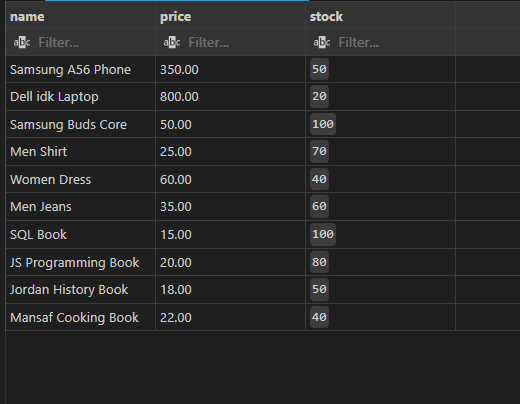 name price stock
abc Filter... abc Filter... abc Filter...
Samsung A56 Phone 350.00 50
Dell idk Laptop 800.00 20
Samsung Buds Core 50.00 100
Men Shirt 25.00 70
Women Dress 60.00 40
Men Jeans 35.00 60
SQL Book 15.00 100
JS Programming Book 20.00 80
Jordan History Book 18.00 50
Mansaf Cooking Book 22.00 40